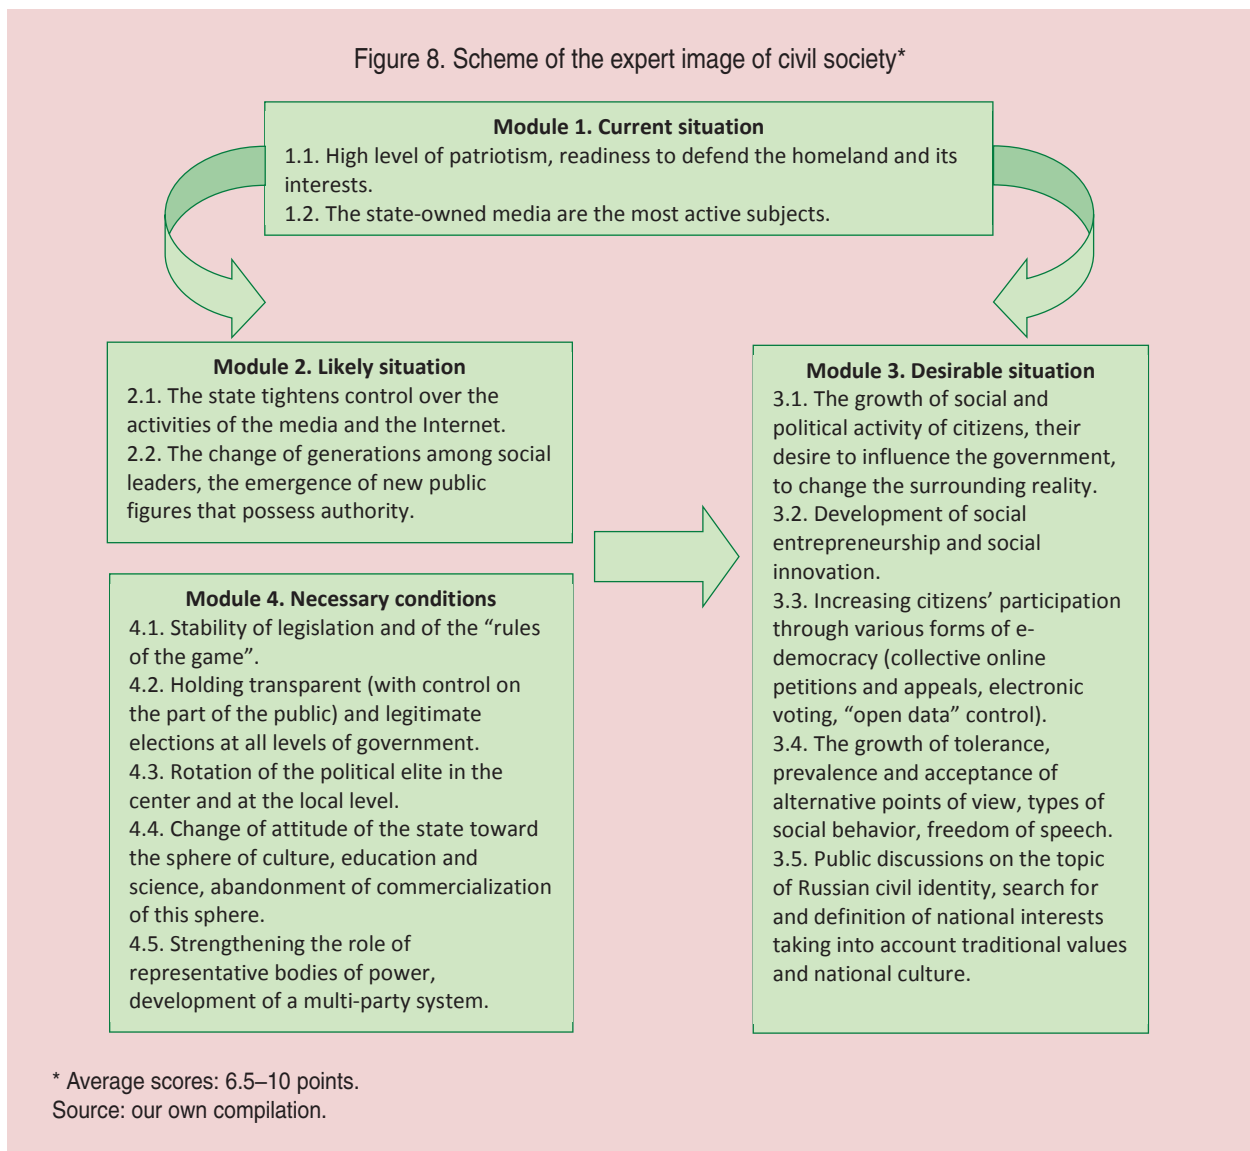 Figure 8. Scheme of the expert image of civil society*
Module 1. Current situation
1.1. High level of patriotism, readiness to defend the homeland and its
interests.
1.2. The state-owned media are the most active subjects.
Module 2. Likely situation
2.1. The state tightens control over the
activities of the media and the Internet.
2.2. The change of generations among social
leaders, the emergence of new public
figures that possess authority.
Module 4. Necessary conditions
4.1. Stability of legislation and of the “rules
of the game”.
4.2. Holding transparent (with control on
the part of the public) and legitimate
elections at all levels of government.
4.3. Rotation of the political elite in the
center and at the local level.
4.4. Change of attitude of the state toward
the sphere of culture, education and
science, abandonment of commercialization
of this sphere.
4.5. Strengthening the role of
representative bodies of power,
development of a multi-party system.
Module 3. Desirable situation
3.1. The growth of social and
political activity of citizens, their
desire to influence the government,
to change the surrounding reality.
3.2. Development of social
entrepreneurship and social
innovation.
3.3. Increasing citizens’ participation
through various forms of e-
democracy (collective online
petitions and appeals, electronic
voting, “open data” control).
3.4. The growth of tolerance,
prevalence and acceptance of
alternative points of view, types of
social behavior, freedom of speech.
3.5. Public discussions on the topic
of Russian civil identity, search for
and definition of national interests
taking into account traditional values
and national culture.
* Average scores: 6.5–10 points.
Source: our own compilation.